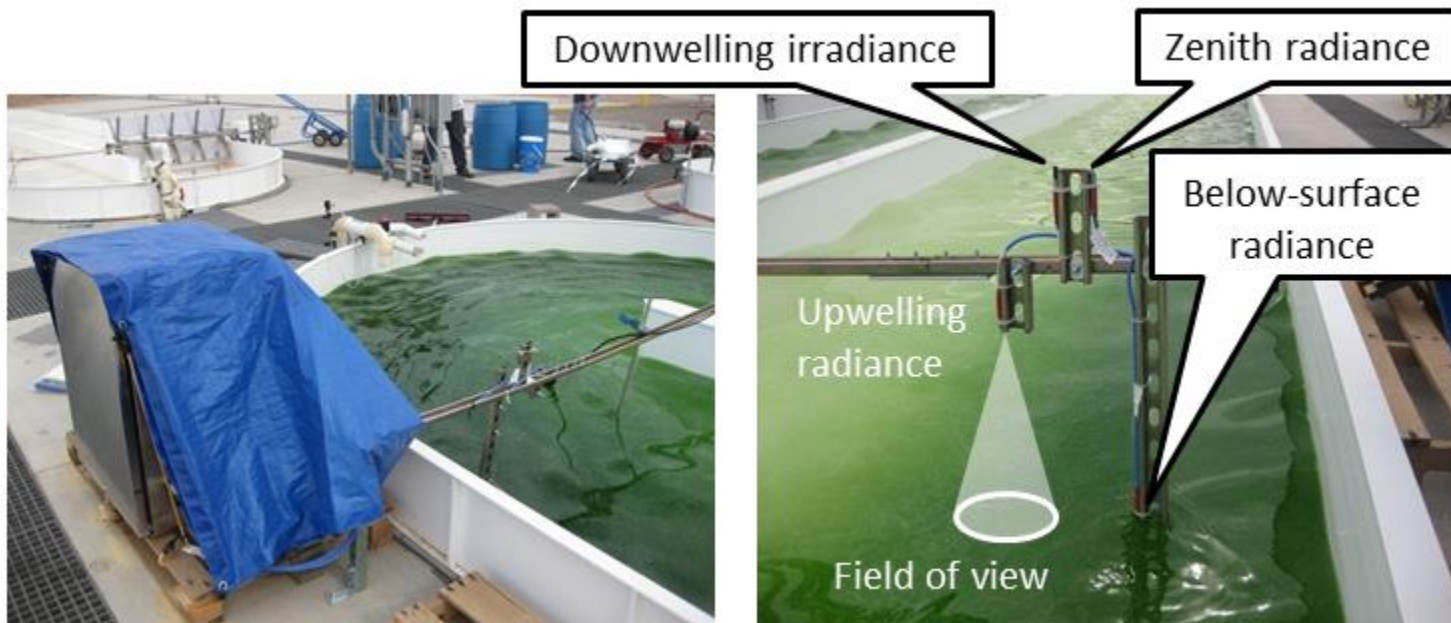 Downwelling irradiance
Zenith radiance
Below-surface
radiance
Upwelling
radiance
Field of view